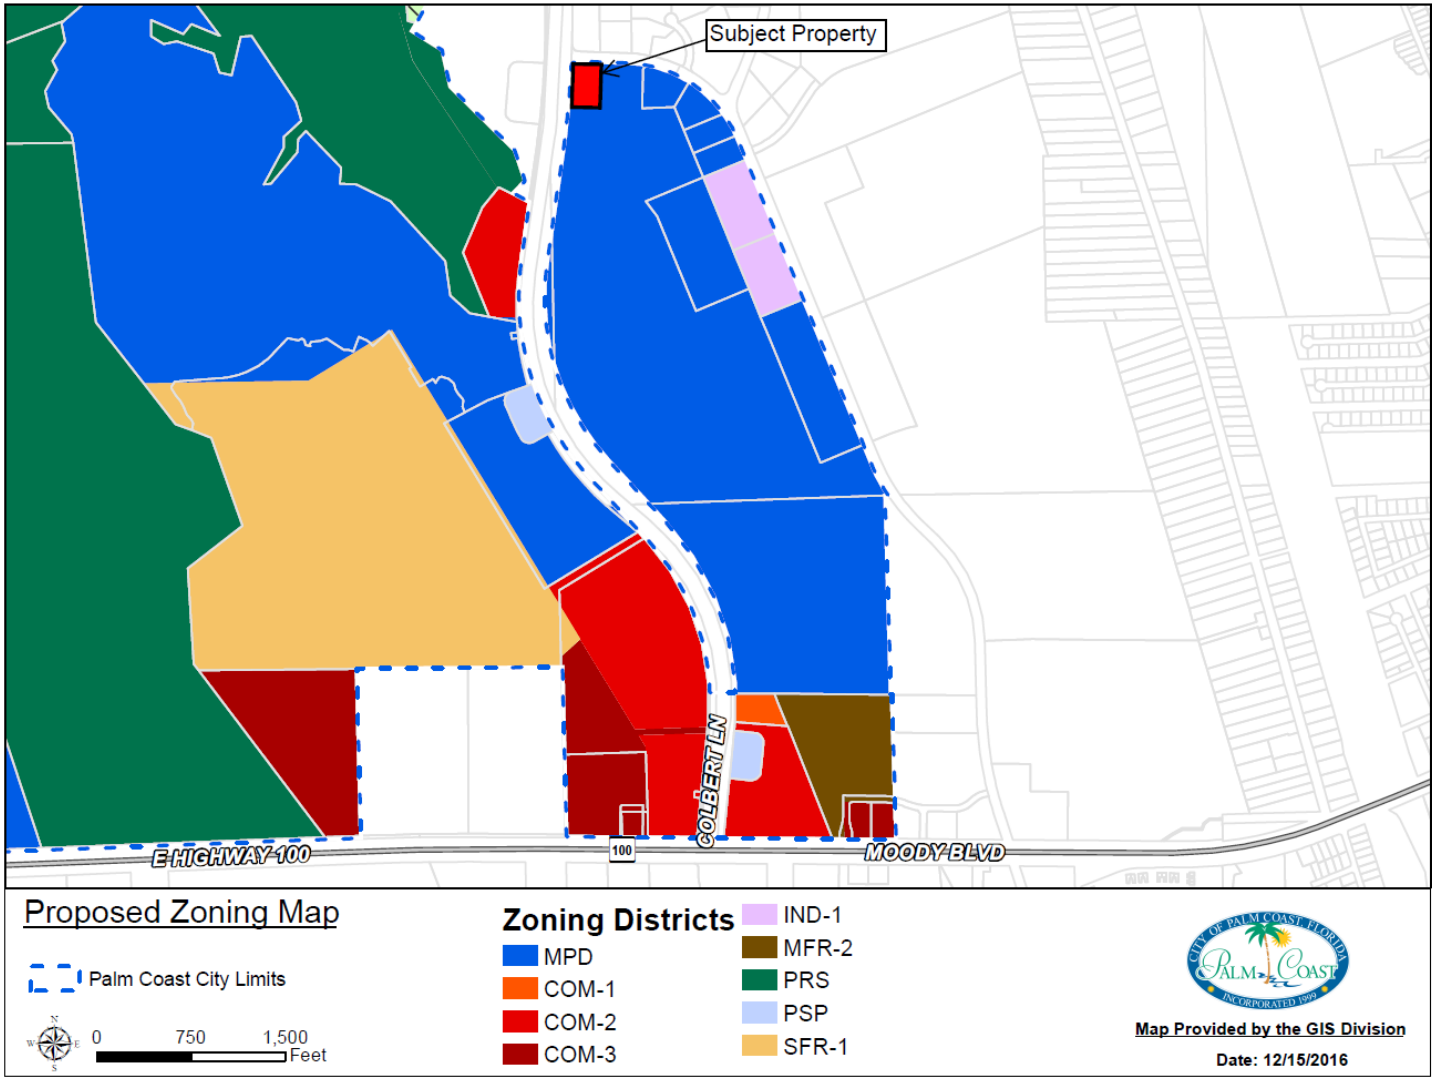 Subject Property
COLBERT LN
E HIGHWAY 100
100
MOODY BLVD
Proposed Zoning Map
Palm Coast City Limits
N
W E
S
0 750 1,500
Feet
Zoning Districts
MPD
COM-1
COM-2
COM-3
IND-1
MFR-2
PRS
PSP
SFR-1
CITY OF PALM COAST, FLORIDA
PALM COAST
INCORPORATED 1999
Map Provided by the GIS Division
Date: 12/15/2016